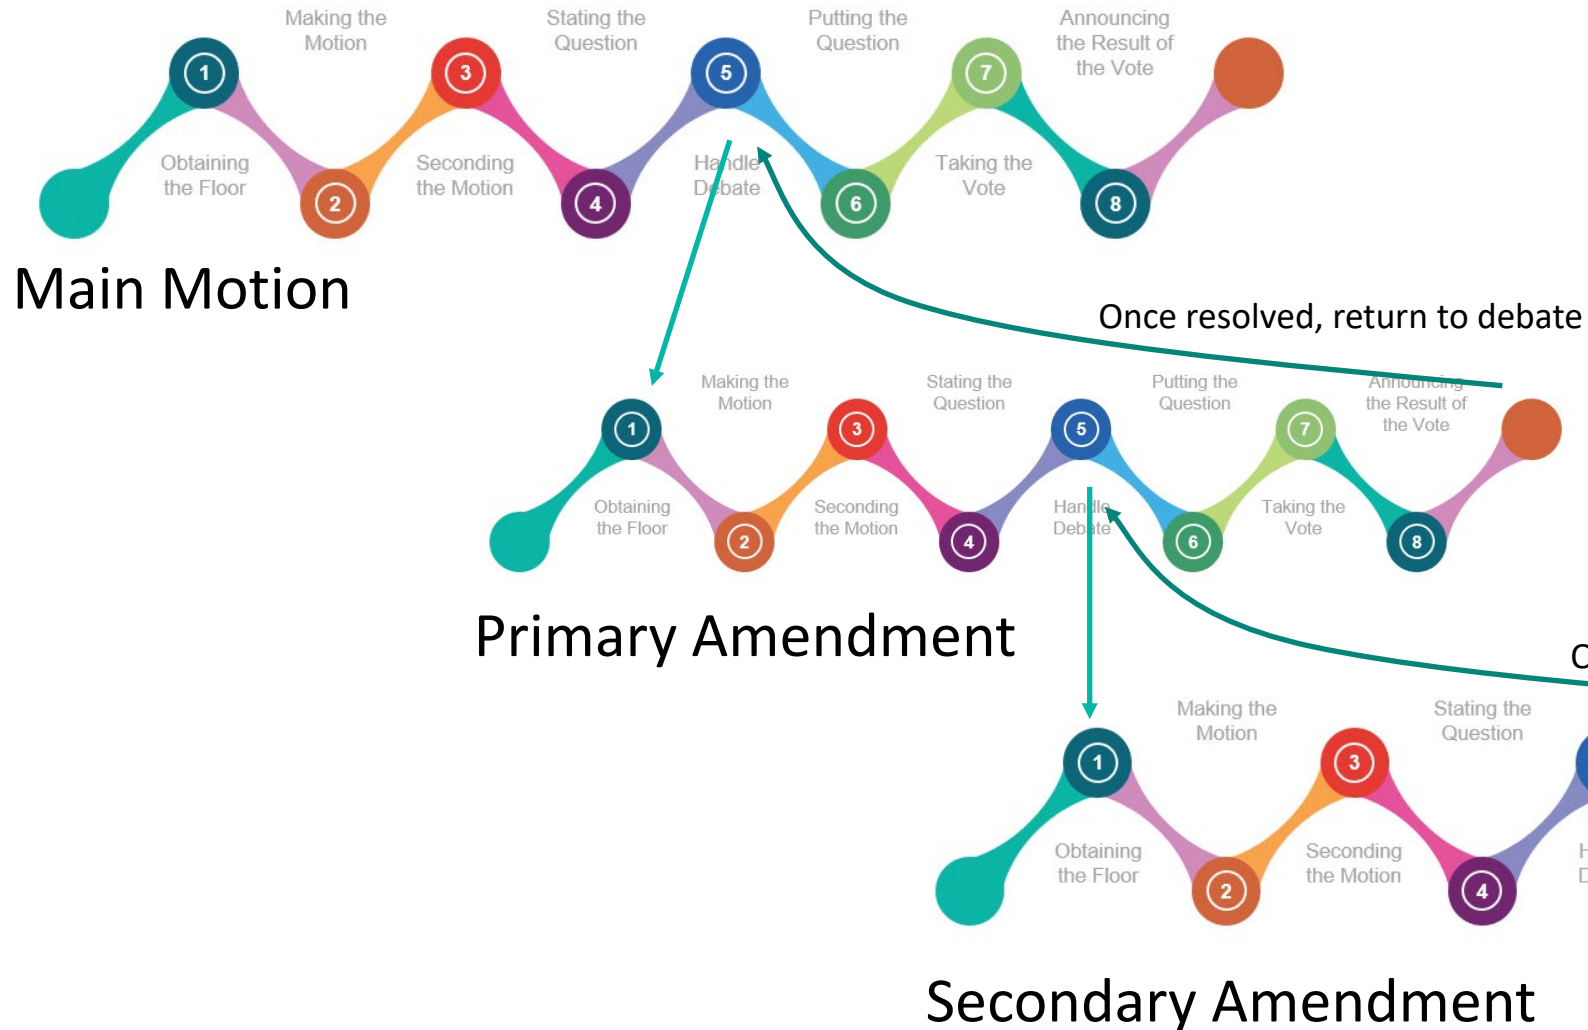 Making the
Motion
Stating the
Question
Putting the
Question
Announcing
the Result of
the Vote
1
3
5
7
Obtaining
the Floor
Seconding
the Motion
Handle
Debate
Taking the
Vote
2
4
6
8
Main Motion
Once resolved, return to debate
Making the
Motion
Stating the
Question
Putting the
Question
Announcing
the Result of
the Vote
1
3
5
7
Obtaining
the Floor
Seconding
the Motion
Handle
Debate
Taking the
Vote
2
4
6
8
Primary Amendment
Making the
Motion
Stating the
Question
1
3
Obtaining
the Floor
Seconding
the Motion
2
4
Secondary Amendment